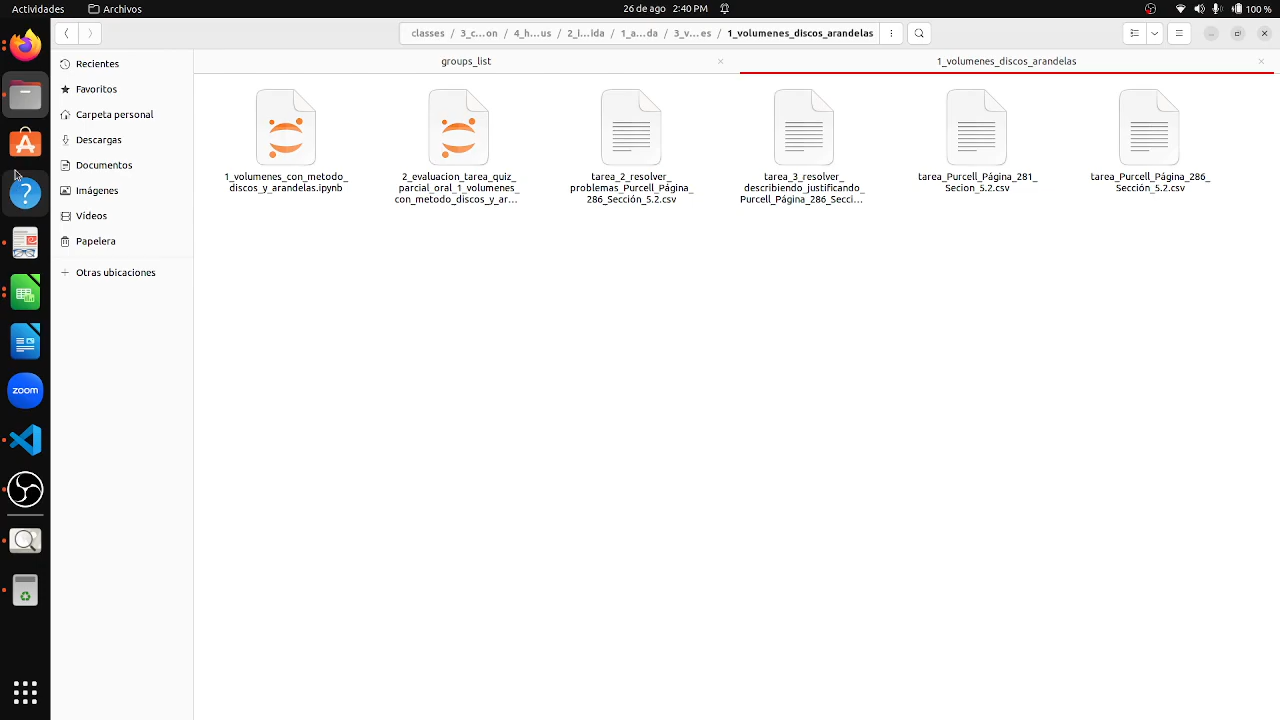 Actividades Archivos 26 de ago 2:40 PM 100 %
classes / 3_c...on / 4_h...us / 2_i...ida / 1_a...da / 3_v...es / 1_volumenes_discos_arandelas
groups_list 1_volumenes_discos_arandelas
Recientes
Favoritos
Carpeta personal
Descargas
Documentos
Imágenes
Vídeos
Papelera
Otras ubicaciones
zoom
1_volumenes_con_metodo_
discos_y_arandelas.ipynb
2_evaluacion_tarea_quiz_
parcial_oral_1_volumenes_
con_metodo_discos_y_ar...
tarea_2_resolver_
problemas_Purcell_Página_
286_Sección_5.2.csv
tarea_3_resolver_
describiendo_justificando_
Purcell_Página_286_Secci...
tarea_Purcell_Página_281_
Secion_5.2.csv
tarea_Purcell_Página_286_
Sección_5.2.csv